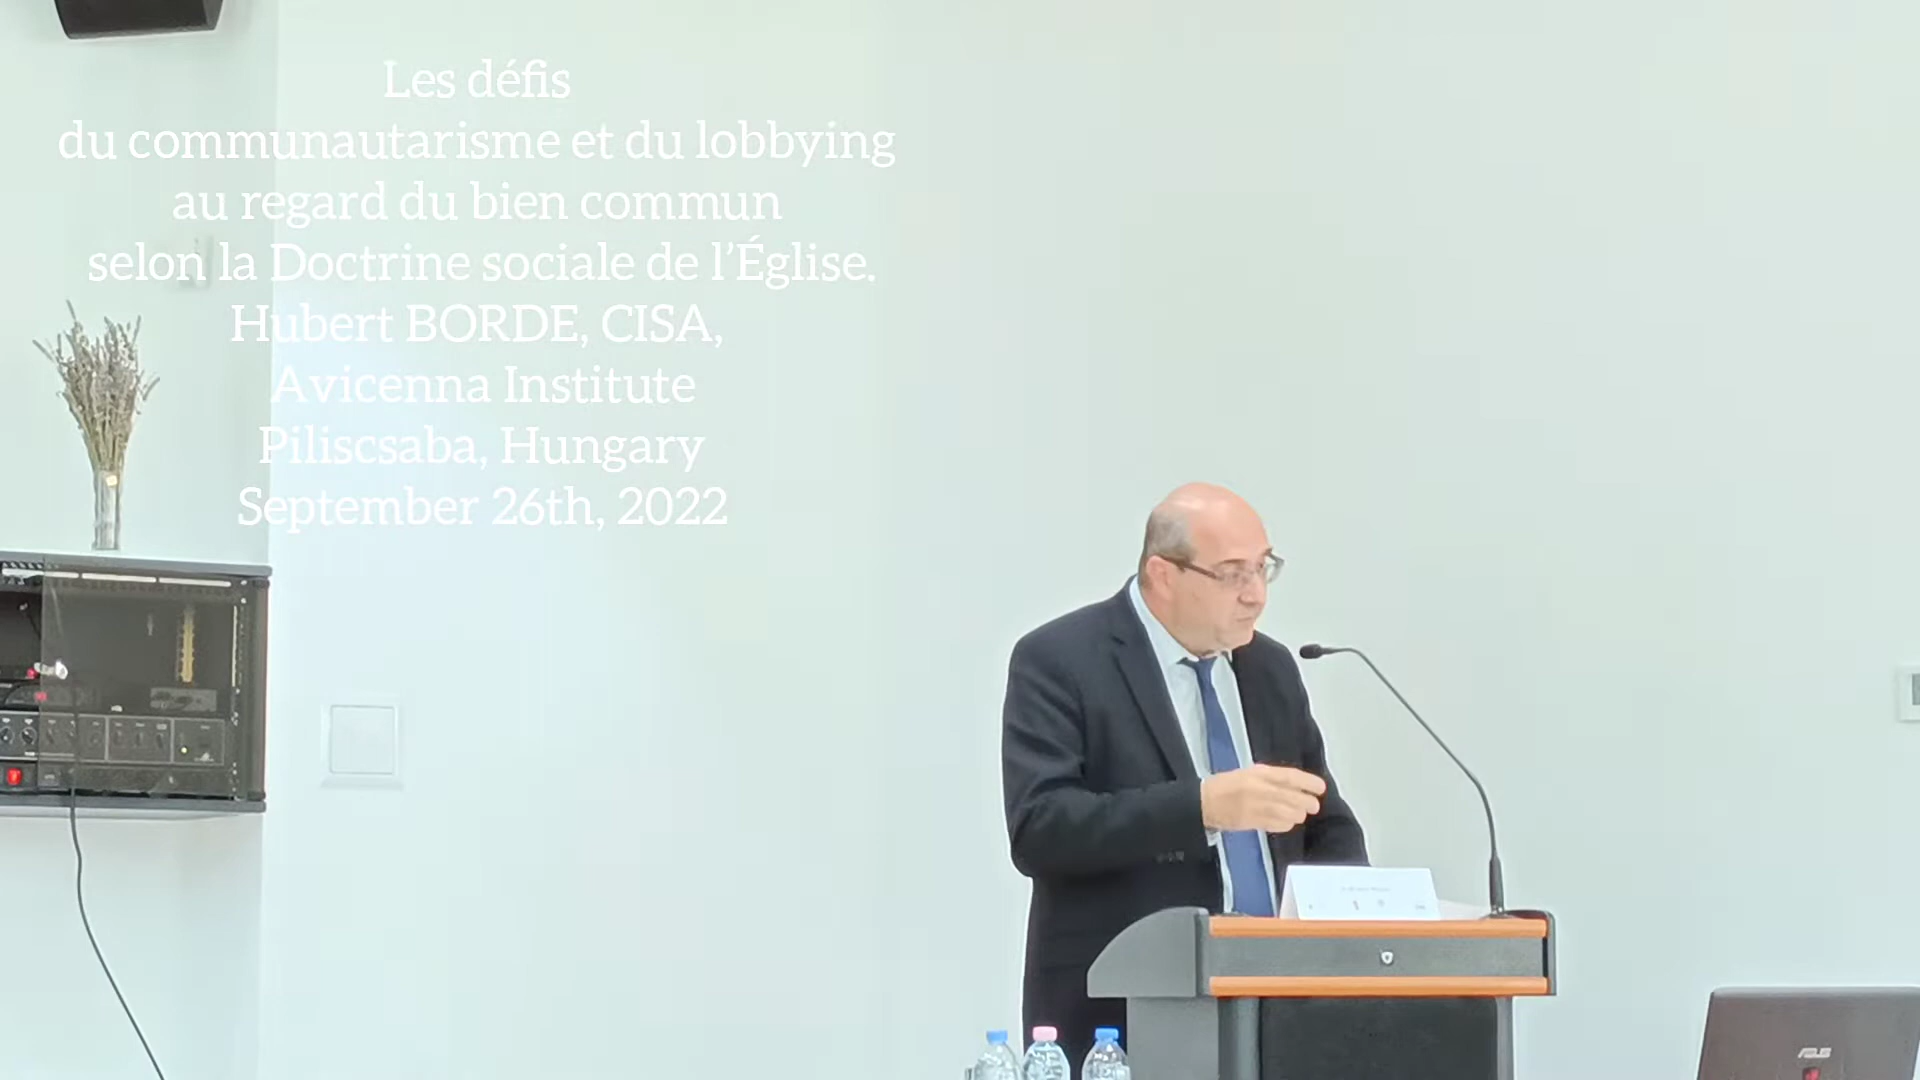 Les défis
du communautarisme et du lobbying
au regard du bien commun
selon la Doctrine sociale de l’Église.
Hubert BORDE, CISA,
Avicenna Institute
Piliscsaba, Hungary
September 26th, 2022
ASUS